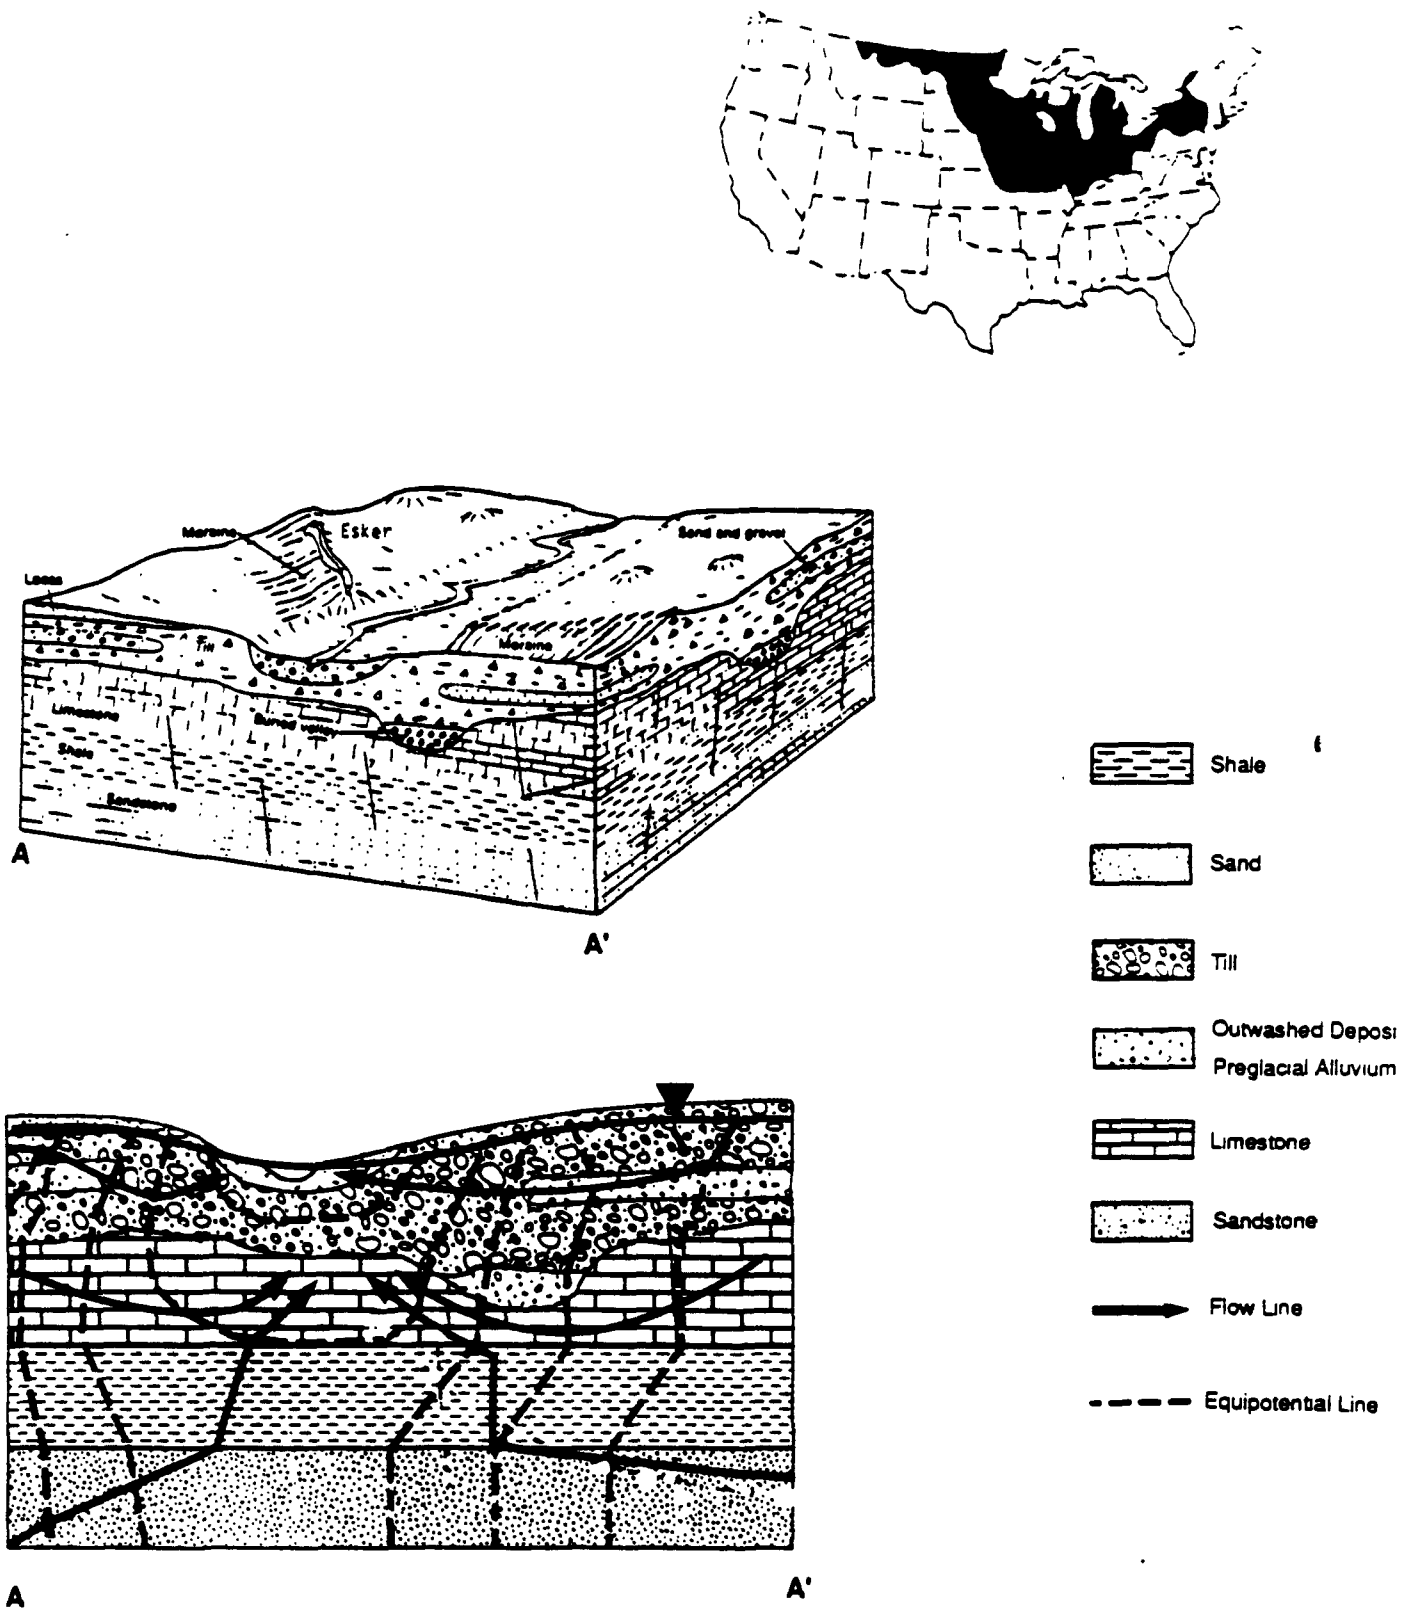 Moraine
Esker
Sand and gravel
Loess
Till
Moraine
Limestone
Buried valley
Shale
Sandstone
A
A'
Shale
Sand
Till
Outwashed Deposi
Preglacial Alluvium
Limestone
Sandstone
Flow Line
Equipotential Line
A
A'